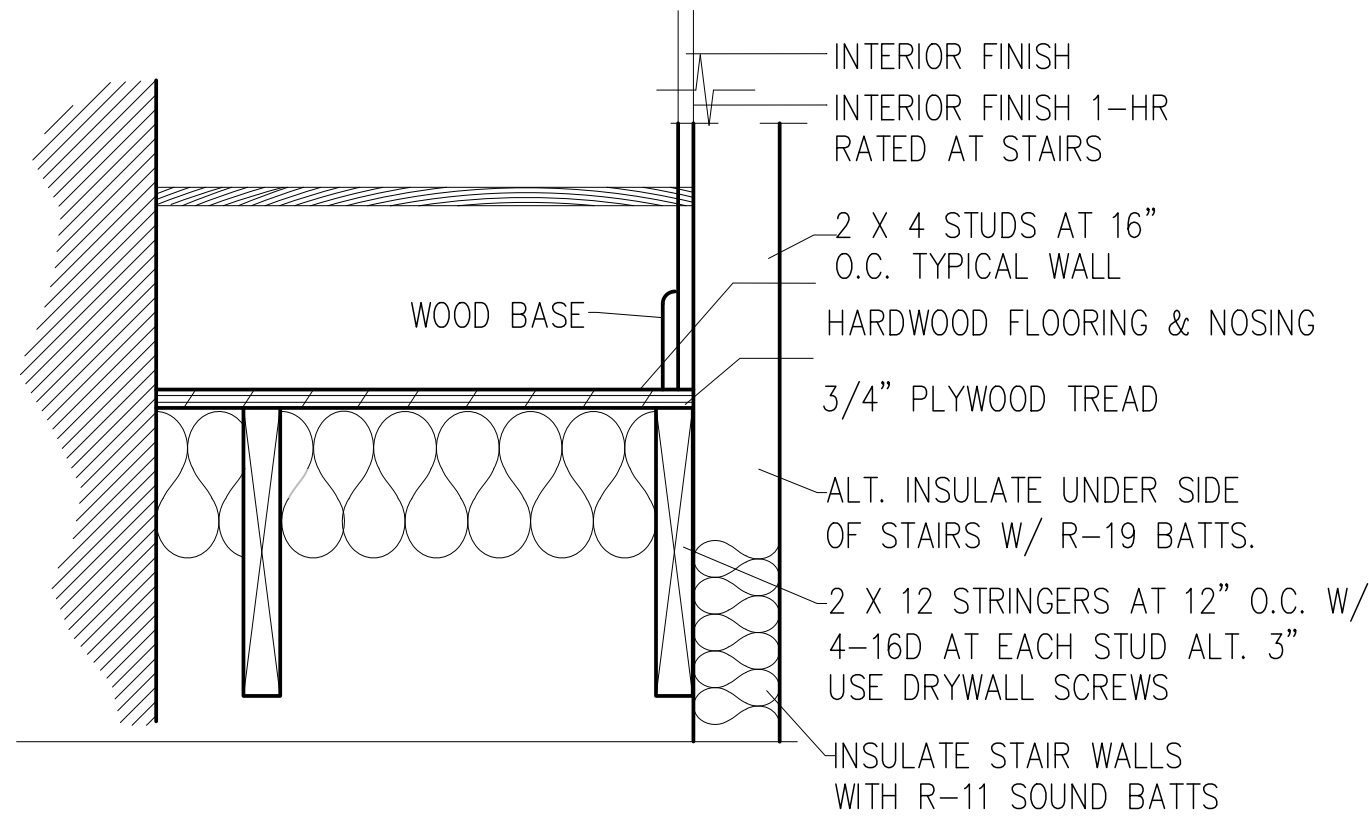 INTERIOR FINISH
INTERIOR FINISH 1-HR
RATED AT STAIRS
2 X 4 STUDS AT 16”
O.C. TYPICAL WALL
WOOD BASE
HARDWOOD FLOORING & NOSING
3/4” PLYWOOD TREAD
ALT. INSULATE UNDER SIDE
OF STAIRS W/ R-19 BATTS.
2 X 12 STRINGERS AT 12” O.C. W/
4-16D AT EACH STUD ALT. 3”
USE DRYWALL SCREWS
INSULATE STAIR WALLS
WITH R-11 SOUND BATTS